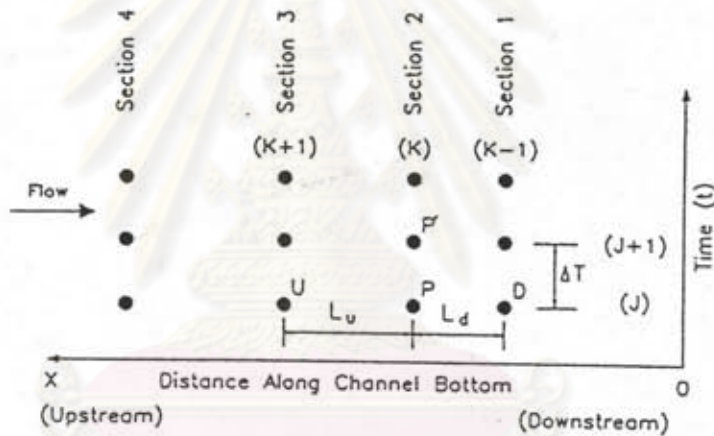 Section 4
Section 3
Section 2
Section 1
(K+1) (K) (K-1)
Flow
P'
(J+1)
ΔT
Time (t)
U P D (J)
Lu Ld
X Distance Along Channel Bottom O
(Upstream) (Downstream)